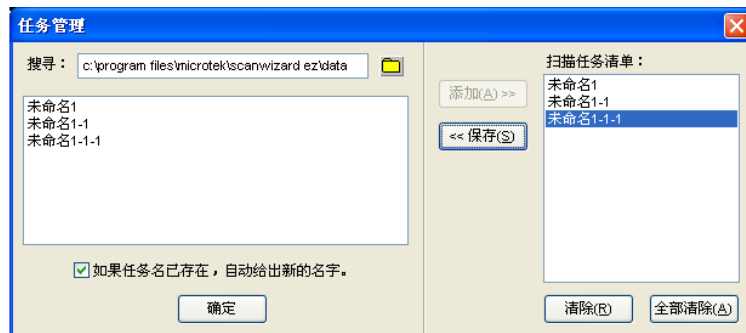 任务管理
搜寻： c:\program files\microtek\scanwizard ez\data
未命名1
未命名1-1
未命名1-1-1
如果任务名已存在，自动给出新的名字。
确定
添加(A) >>
<< 保存(S)
扫描任务清单：
未命名1
未命名1-1
未命名1-1-1
清除(R)
全部清除(A)